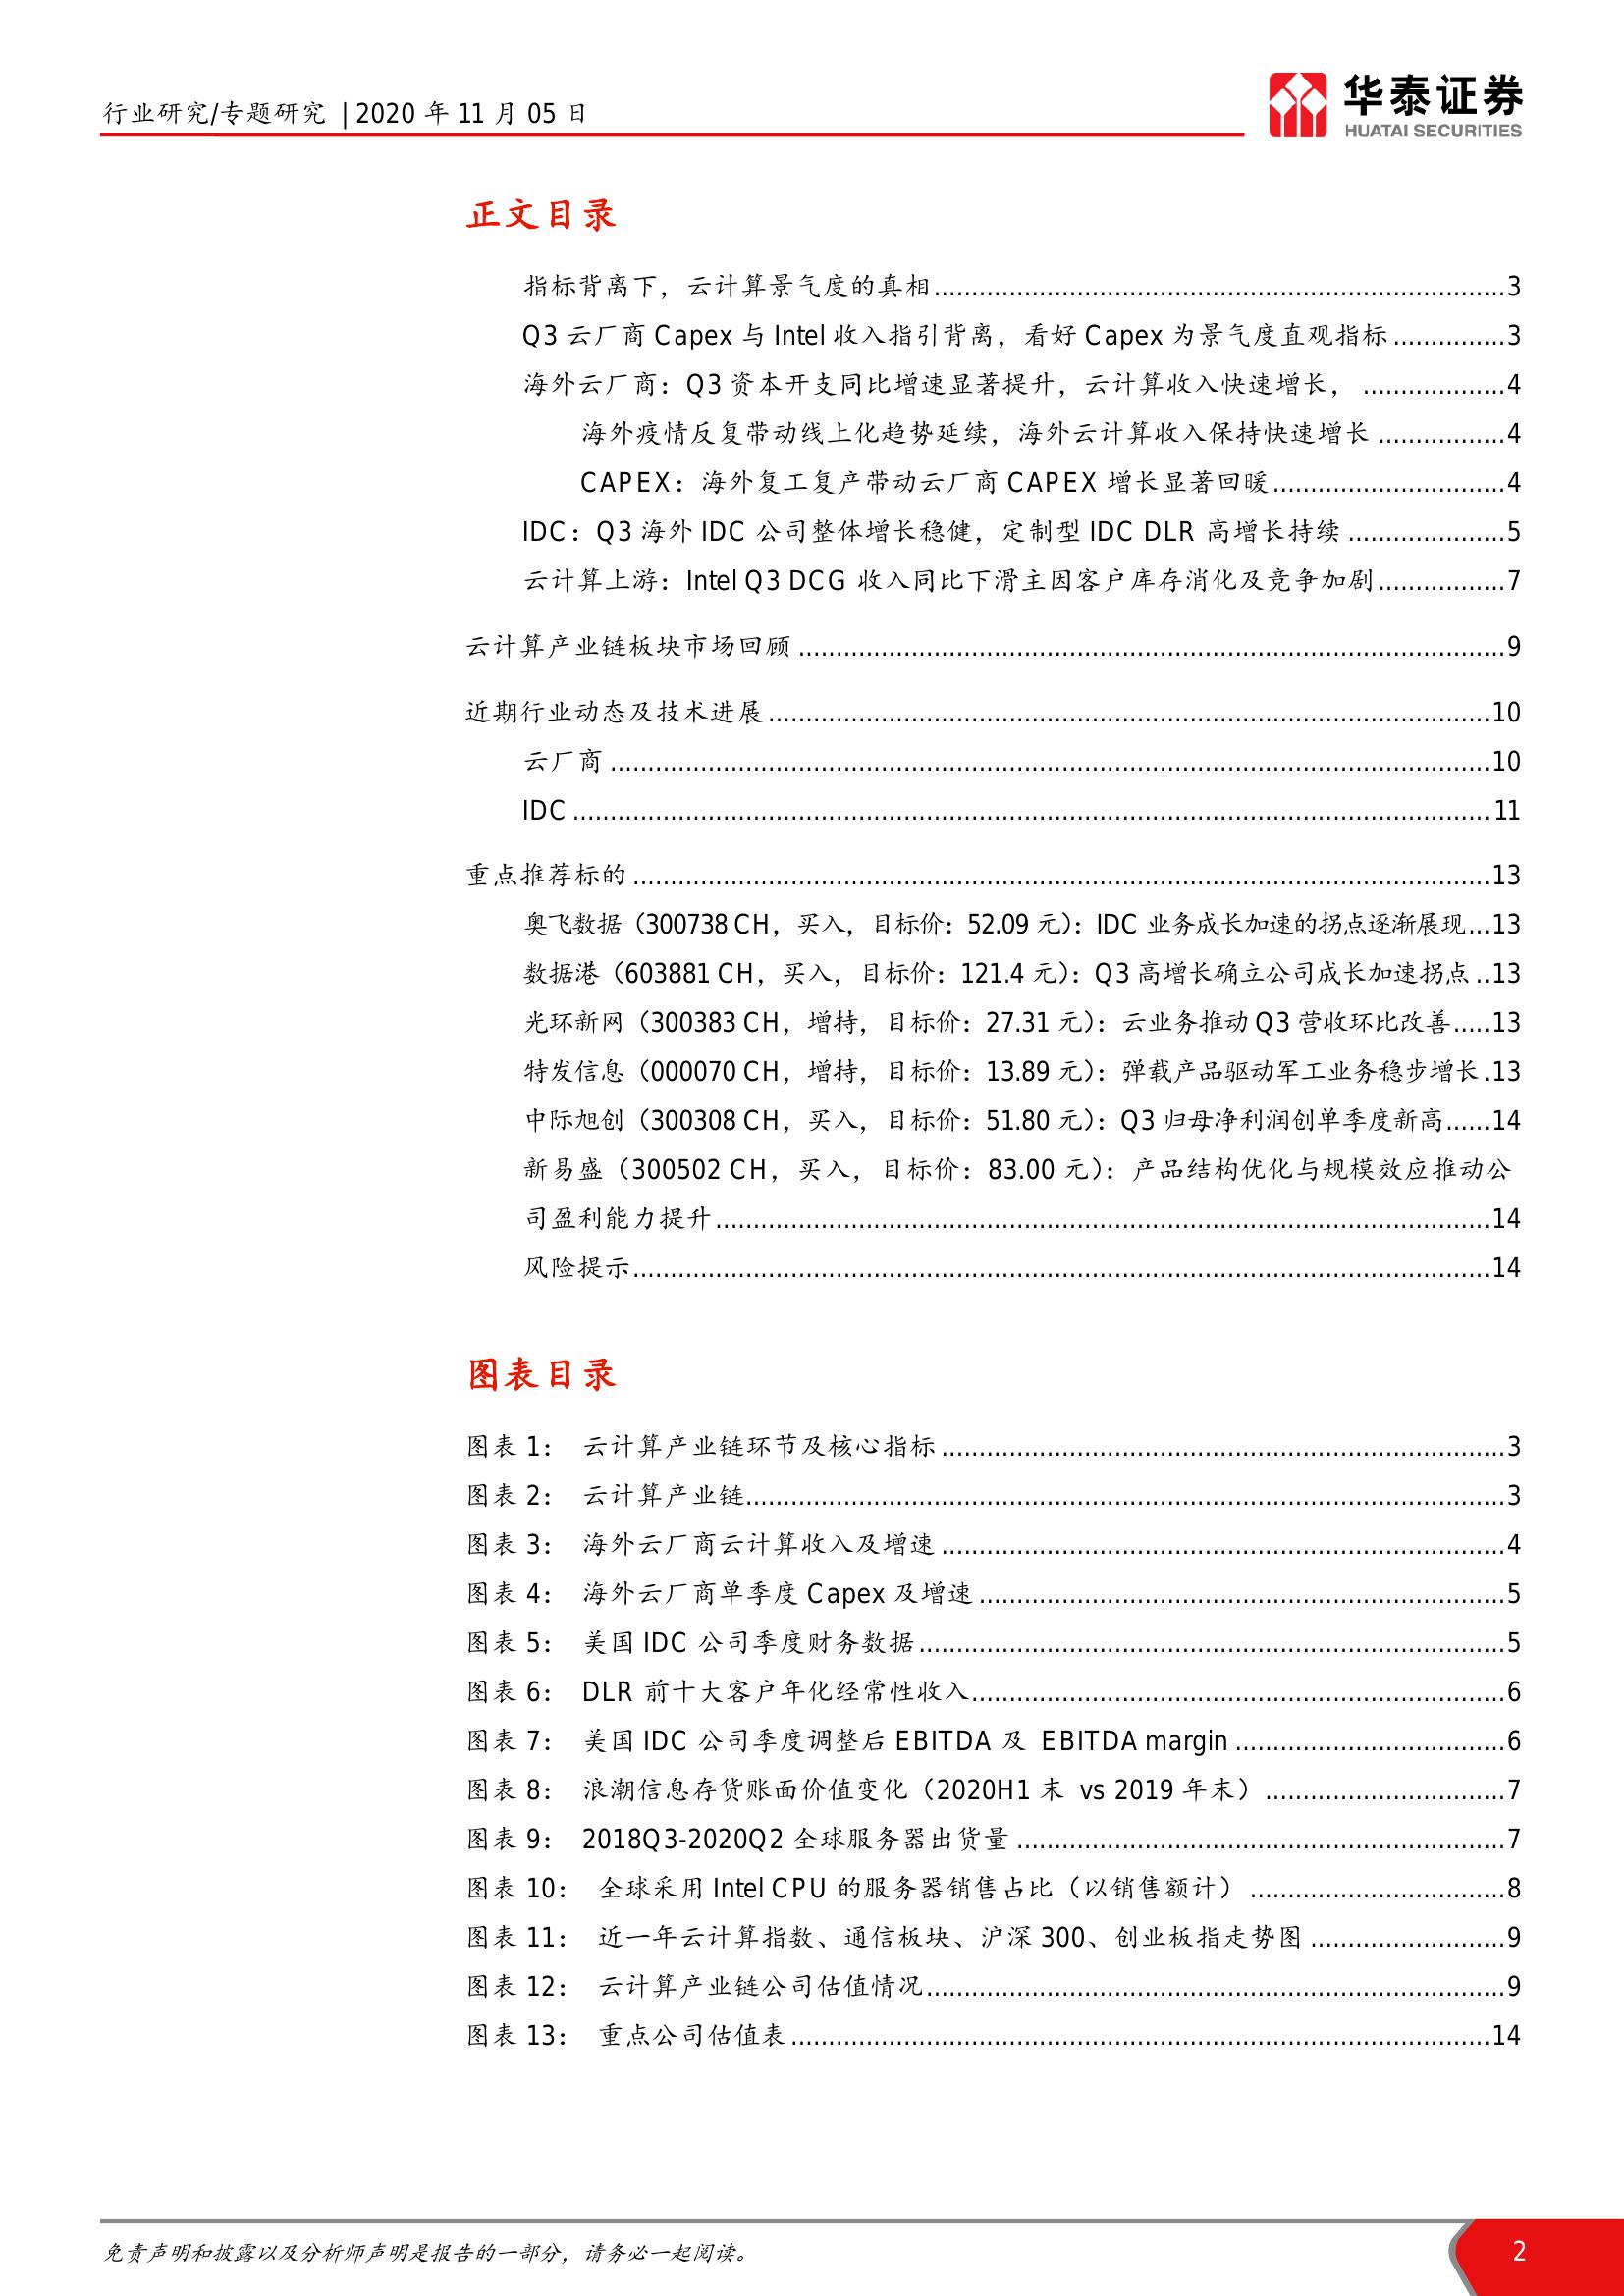 行业研究/专题研究 | 2020 年 11 月 05 日
华泰证券
HUATAI SECURITIES
正文目录
指标背离下，云计算景气度的真相......3
Q3 云厂商 Capex 与 Intel 收入指引背离，看好 Capex 为景气度直观指标......3
海外云厂商：Q3 资本开支同比增速显著提升，云计算收入快速增长，......4
海外疫情反复带动线上化趋势延续，海外云计算收入保持快速增长......4
CAPEX：海外复工复产带动云厂商 CAPEX 增长显著回暖......4
IDC：Q3 海外 IDC 公司整体增长稳健，定制型 IDC DLR 高增长持续......5
云计算上游：Intel Q3 DCG 收入同比下滑主因客户库存消化及竞争加剧......7
云计算产业链板块市场回顾......9
近期行业动态及技术进展......10
云厂商......10
IDC......11
重点推荐标的......13
奥飞数据（300738 CH，买入，目标价：52.09 元）：IDC 业务成长加速的拐点逐渐展现...13
数据港（603881 CH，买入，目标价：121.4 元）：Q3 高增长确立公司成长加速拐点..13
光环新网（300383 CH，增持，目标价：27.31 元）：云业务推动 Q3 营收环比改善.....13
特发信息（000070 CH，增持，目标价：13.89 元）：弹载产品驱动军工业务稳步增长.13
中际旭创（300308 CH，买入，目标价：51.80 元）：Q3 归母净利润创单季度新高......14
新易盛（300502 CH，买入，目标价：83.00 元）：产品结构优化与规模效应推动公
司盈利能力提升......14
风险提示......14
图表目录
图表 1： 云计算产业链环节及核心指标......3
图表 2： 云计算产业链......3
图表 3： 海外云厂商云计算收入及增速......4
图表 4： 海外云厂商单季度 Capex 及增速......5
图表 5： 美国 IDC 公司季度财务数据......5
图表 6： DLR 前十大客户年化经常性收入......6
图表 7： 美国 IDC 公司季度调整后 EBITDA 及 EBITDA margin......6
图表 8： 浪潮信息存货账面价值变化（2020H1 末 vs 2019 年末）......7
图表 9： 2018Q3-2020Q2 全球服务器出货量......7
图表 10： 全球采用 Intel CPU 的服务器销售占比（以销售额计）......8
图表 11： 近一年云计算指数、通信板块、沪深 300、创业板指走势图......9
图表 12： 云计算产业链公司估值情况......9
图表 13： 重点公司估值表......14
免责声明和披露以及分析师声明是报告的一部分，请务必一起阅读。
2